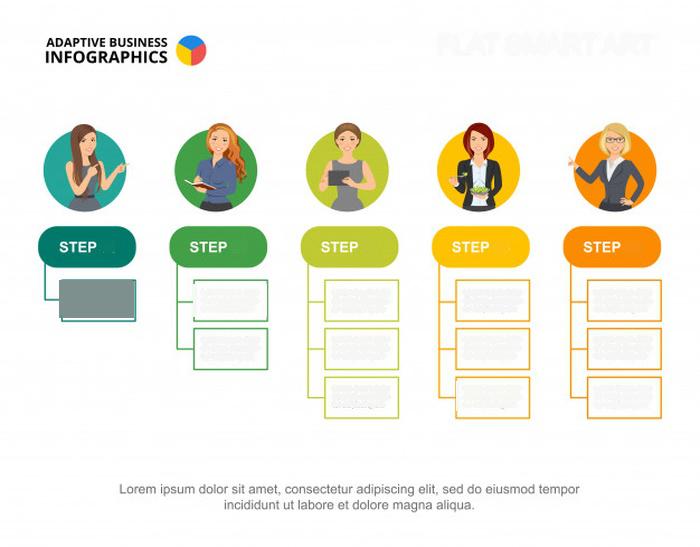 ADAPTIVE BUSINESS
INFOGRAPHICS
FLAT SMART ART
STEP
STEP
STEP
STEP
STEP
Lorem ipsum dolor sit amet, consectetur adipiscing elit, sed do eiusmod tempor
incididunt ut labore et dolore magna aliqua.